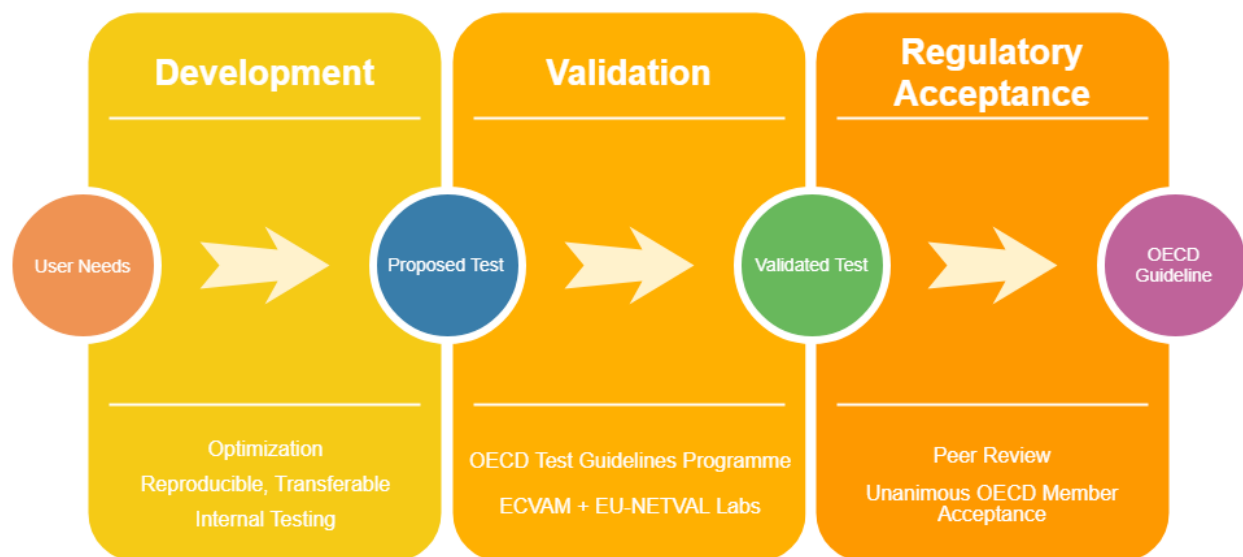 Development
Validation
Regulatory
Acceptance
User Needs
Proposed Test
Validated Test
OECD
Guideline
Optimization
Reproducible, Transferable
Internal Testing
OECD Test Guidelines Programme
ECVAM + EU-NETVAL Labs
Peer Review
Unanimous OECD Member
Acceptance